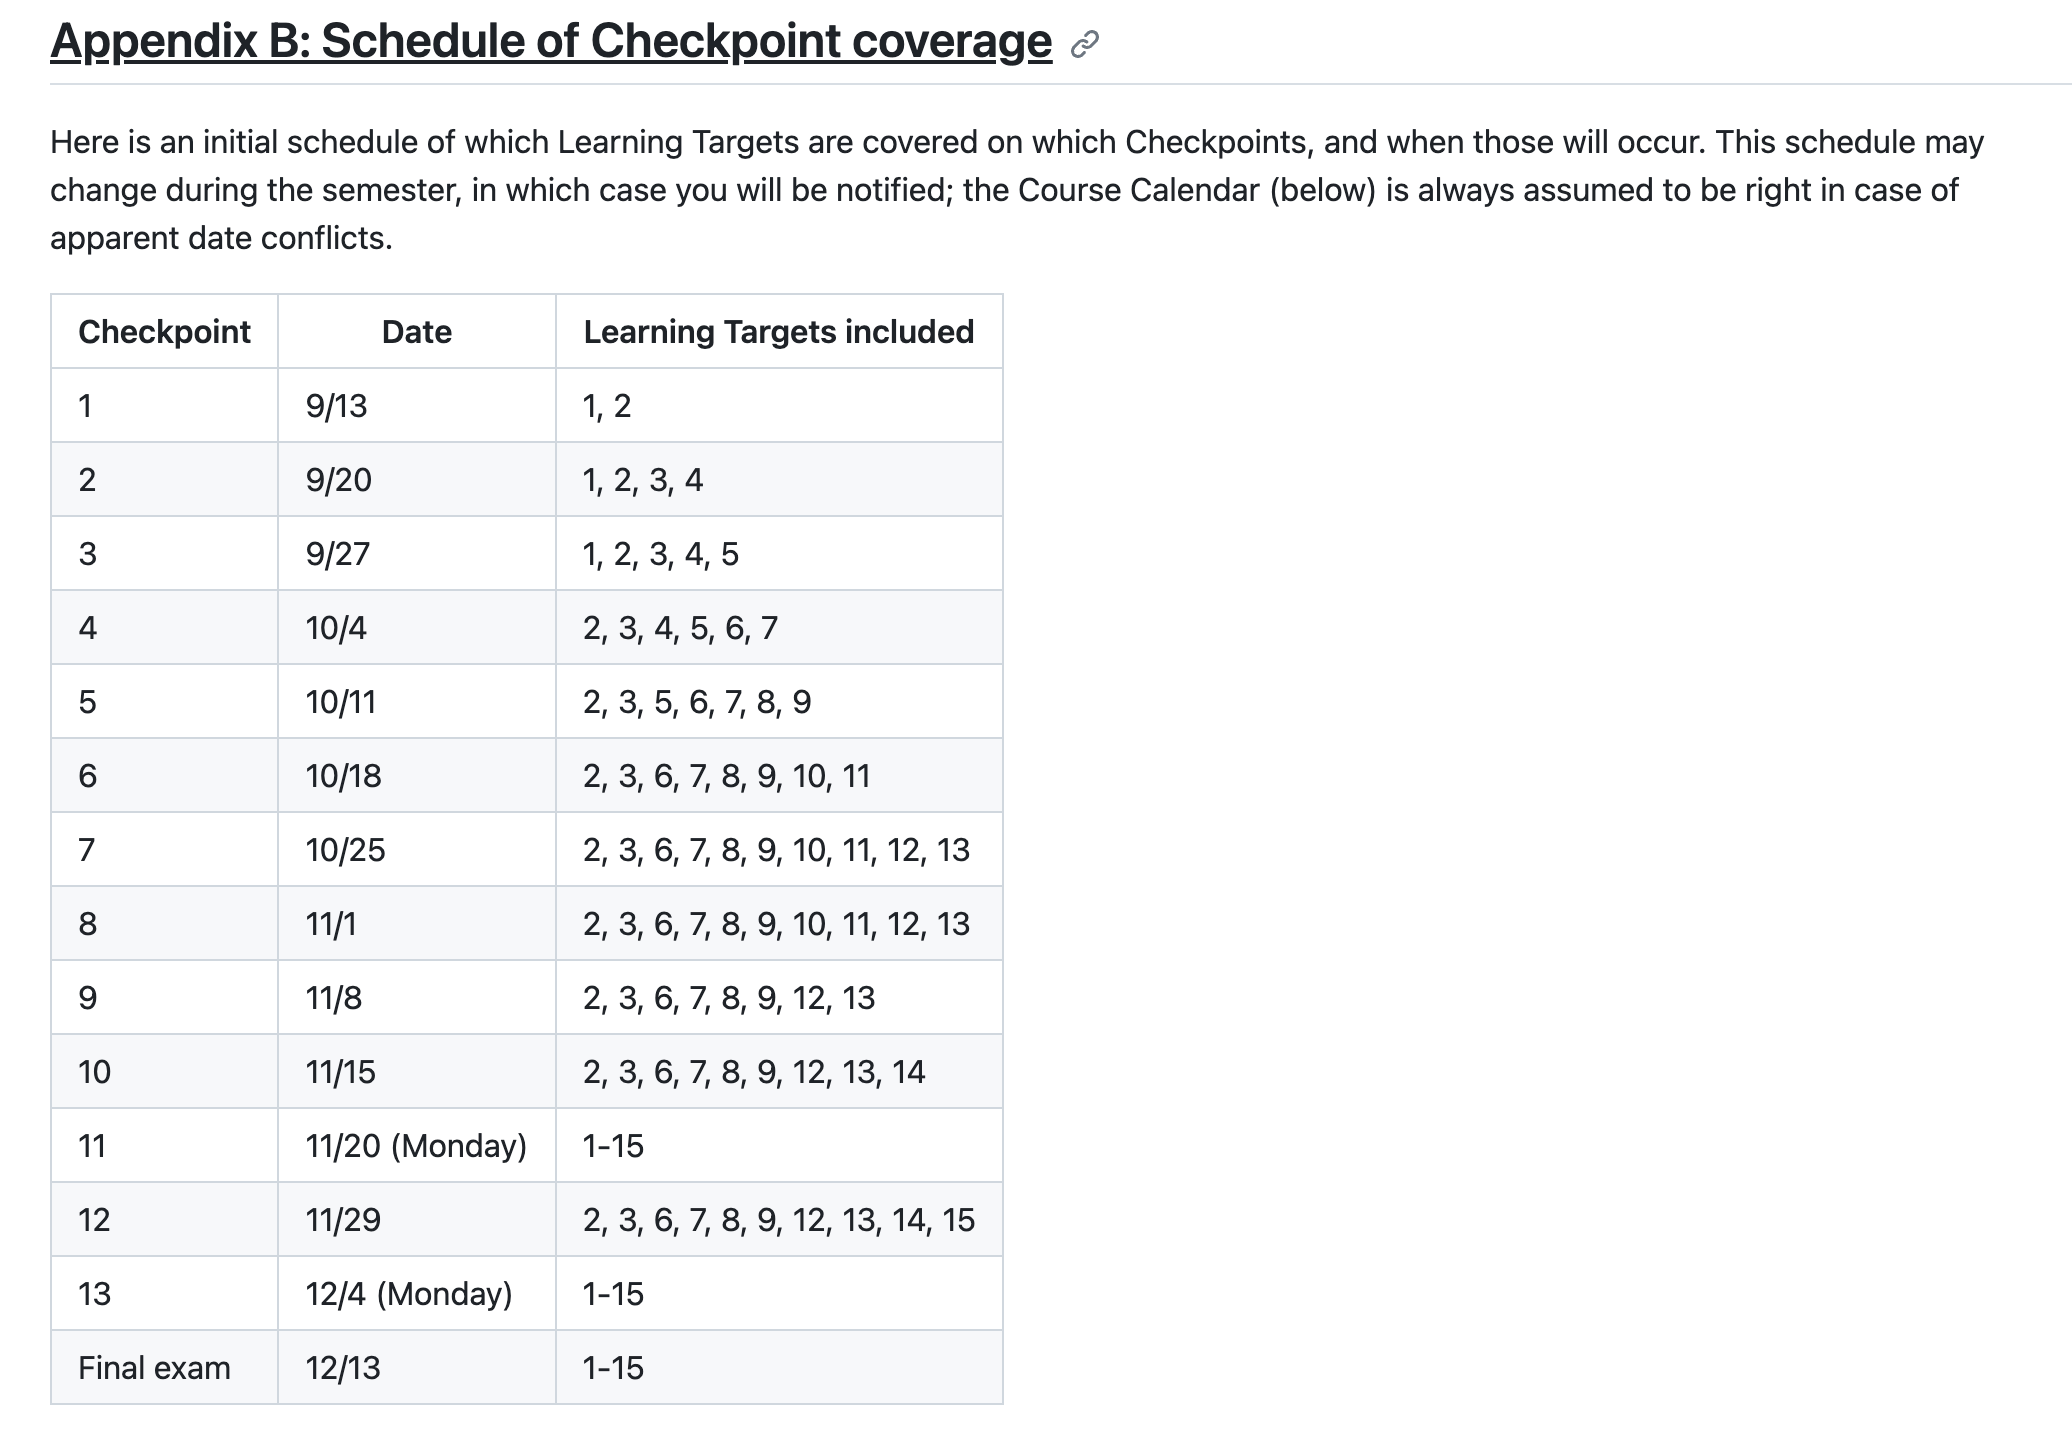 Appendix B: Schedule of Checkpoint coverage
Here is an initial schedule of which Learning Targets are covered on which Checkpoints, and when those will occur. This schedule may
change during the semester, in which case you will be notified; the Course Calendar (below) is always assumed to be right in case of
apparent date conflicts.
Checkpoint Date Learning Targets included
1 9/13 1, 2
2 9/20 1, 2, 3, 4
3 9/27 1, 2, 3, 4, 5
4 10/4 2, 3, 4, 5, 6, 7
5 10/11 2, 3, 5, 6, 7, 8, 9
6 10/18 2, 3, 6, 7, 8, 9, 10, 11
7 10/25 2, 3, 6, 7, 8, 9, 10, 11, 12, 13
8 11/1 2, 3, 6, 7, 8, 9, 10, 11, 12, 13
9 11/8 2, 3, 6, 7, 8, 9, 12, 13
10 11/15 2, 3, 6, 7, 8, 9, 12, 13, 14
11 11/20 (Monday) 1-15
12 11/29 2, 3, 6, 7, 8, 9, 12, 13, 14, 15
13 12/4 (Monday) 1-15
Final exam 12/13 1-15